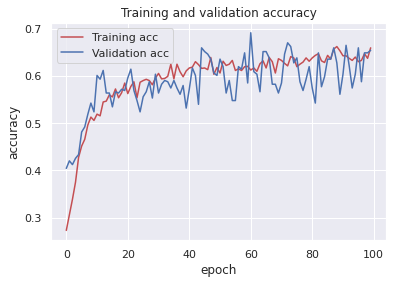 Training and validation accuracy
Training acc
Validation acc
0.7
0.6
0.5
0.4
0.3
accuracy
0 20 40 60 80 100
epoch